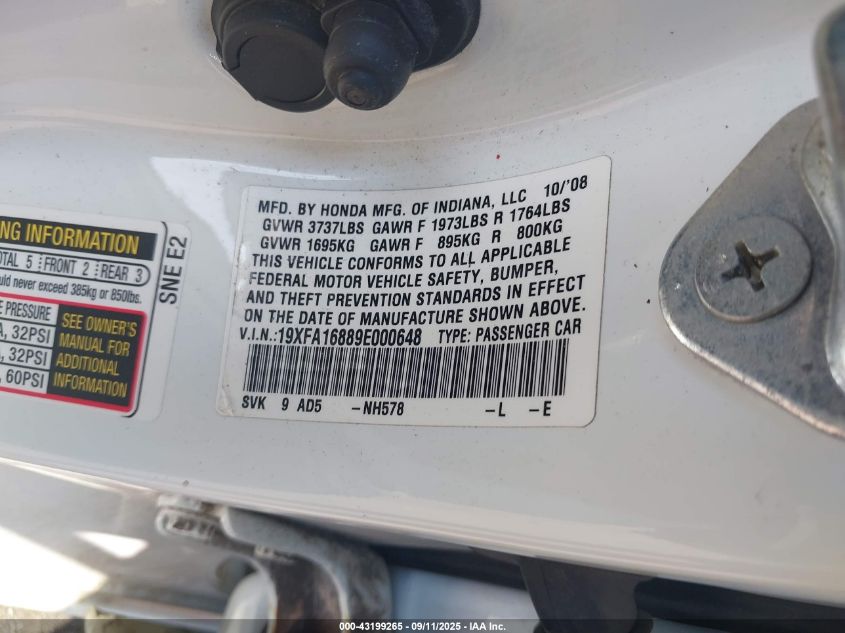 MFD. BY HONDA MFG. OF INDIANA, LLC 10/'08
GVWR 3737LBS GAWR F 1973LBS R 1764LBS
GVWR 1695KG GAWR F 895KG R 800KG
THIS VEHICLE CONFORMS TO ALL APPLICABLE
FEDERAL MOTOR VEHICLE SAFETY, BUMPER,
AND THEFT PREVENTION STANDARDS IN EFFECT
ON THE DATE OF MANUFACTURE SHOWN ABOVE.
V.I.N.:19XFA16889E000648 TYPE: PASSENGER CAR
SVK 9 AD5 -NH578 -L -E
INFORMATION
5 FRONT 2 REAR 3
never exceed 385kg or 850lbs.
SNE E2
PRESSURE
32PSI
32PSI
60PSI
SEE OWNER'S
MANUAL FOR
ADDITIONAL
INFORMATION
000-43199265 - 09/11/2025 - IAA Inc.